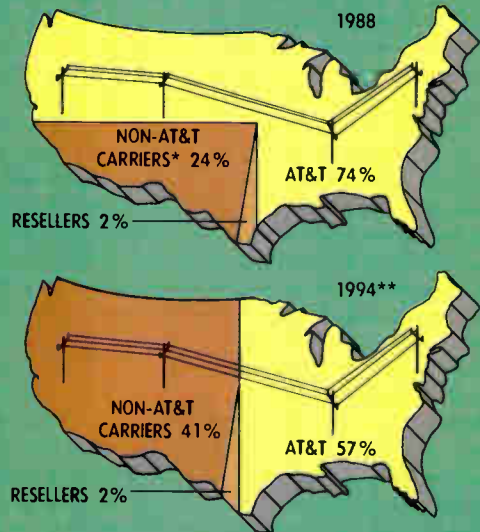 1988
NON-AT&T
CARRIERS* 24%
AT&T 74%
RESELLERS 2%
1994**
NON-AT&T
CARRIERS 41%
AT&T 57%
RESELLERS 2%